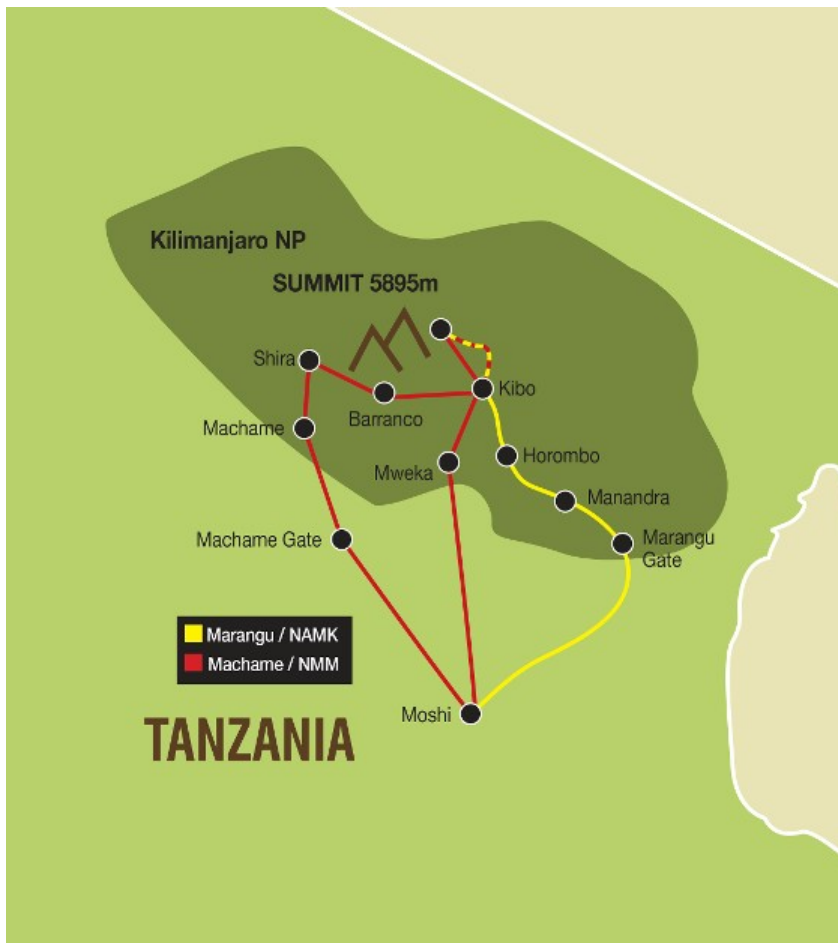 Kilimanjaro NP
SUMMIT 5895m
Shira
Kibo
Barranco
Machame
Horombo
Mweka
Manandra
Machame Gate
Marangu
Gate
Marangu / NAMK
Machame / NMM
Moshi
TANZANIA